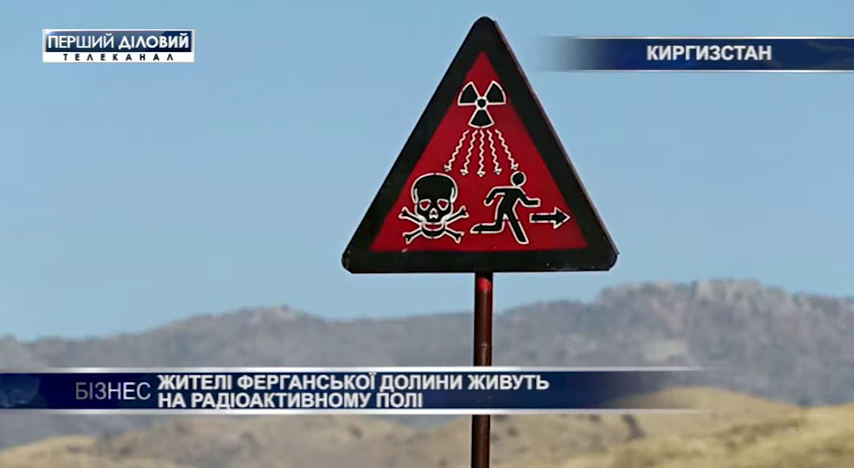 ПЕРШИЙ ДІЛОВИЙ
ТЕЛЕКАНАЛ
КИРГИЗСТАН
БІЗНЕС
ЖИТЕЛІ ФЕРГАНСЬКОЇ ДОЛИНИ ЖИВУТЬ
НА РАДІОАКТИВНОМУ ПОЛІ